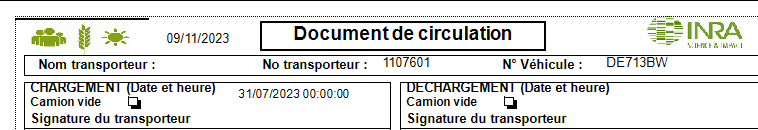 09/11/2023 Document de circulation INRA
SCIENCE & IMPACT
Nom transporteur : No transporteur : 1107601 N° Véhicule : DE713BW
CHARGEMENT (Date et heure) 31/07/2023 00:00:00 DECHARGEMENT (Date et heure)
Camion vide Camion vide
Signature du transporteur Signature du transporteur